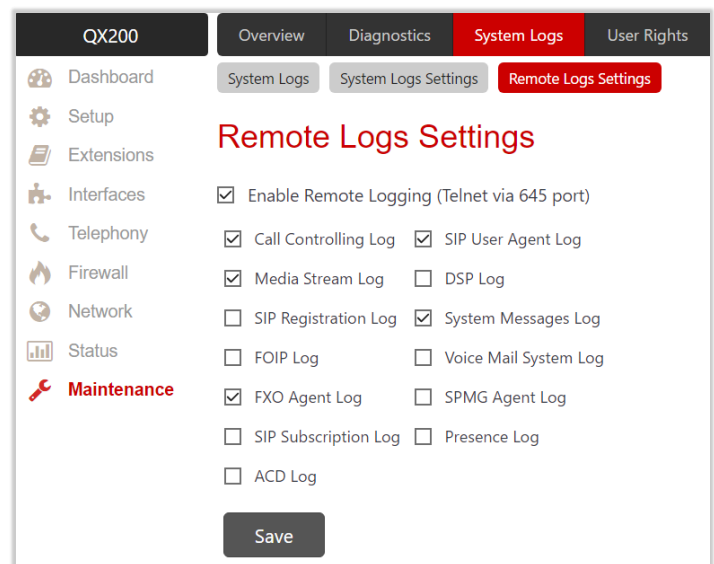 QX200
Overview Diagnostics System Logs User Rights
Dashboard
Setup
Extensions
Interfaces
Telephony
Firewall
Network
Status
Maintenance
System Logs System Logs Settings Remote Logs Settings
Remote Logs Settings
Enable Remote Logging (Telnet via 645 port)
Call Controlling Log SIP User Agent Log
Media Stream Log DSP Log
SIP Registration Log System Messages Log
FOIP Log Voice Mail System Log
FXO Agent Log SPMG Agent Log
SIP Subscription Log Presence Log
ACD Log
Save